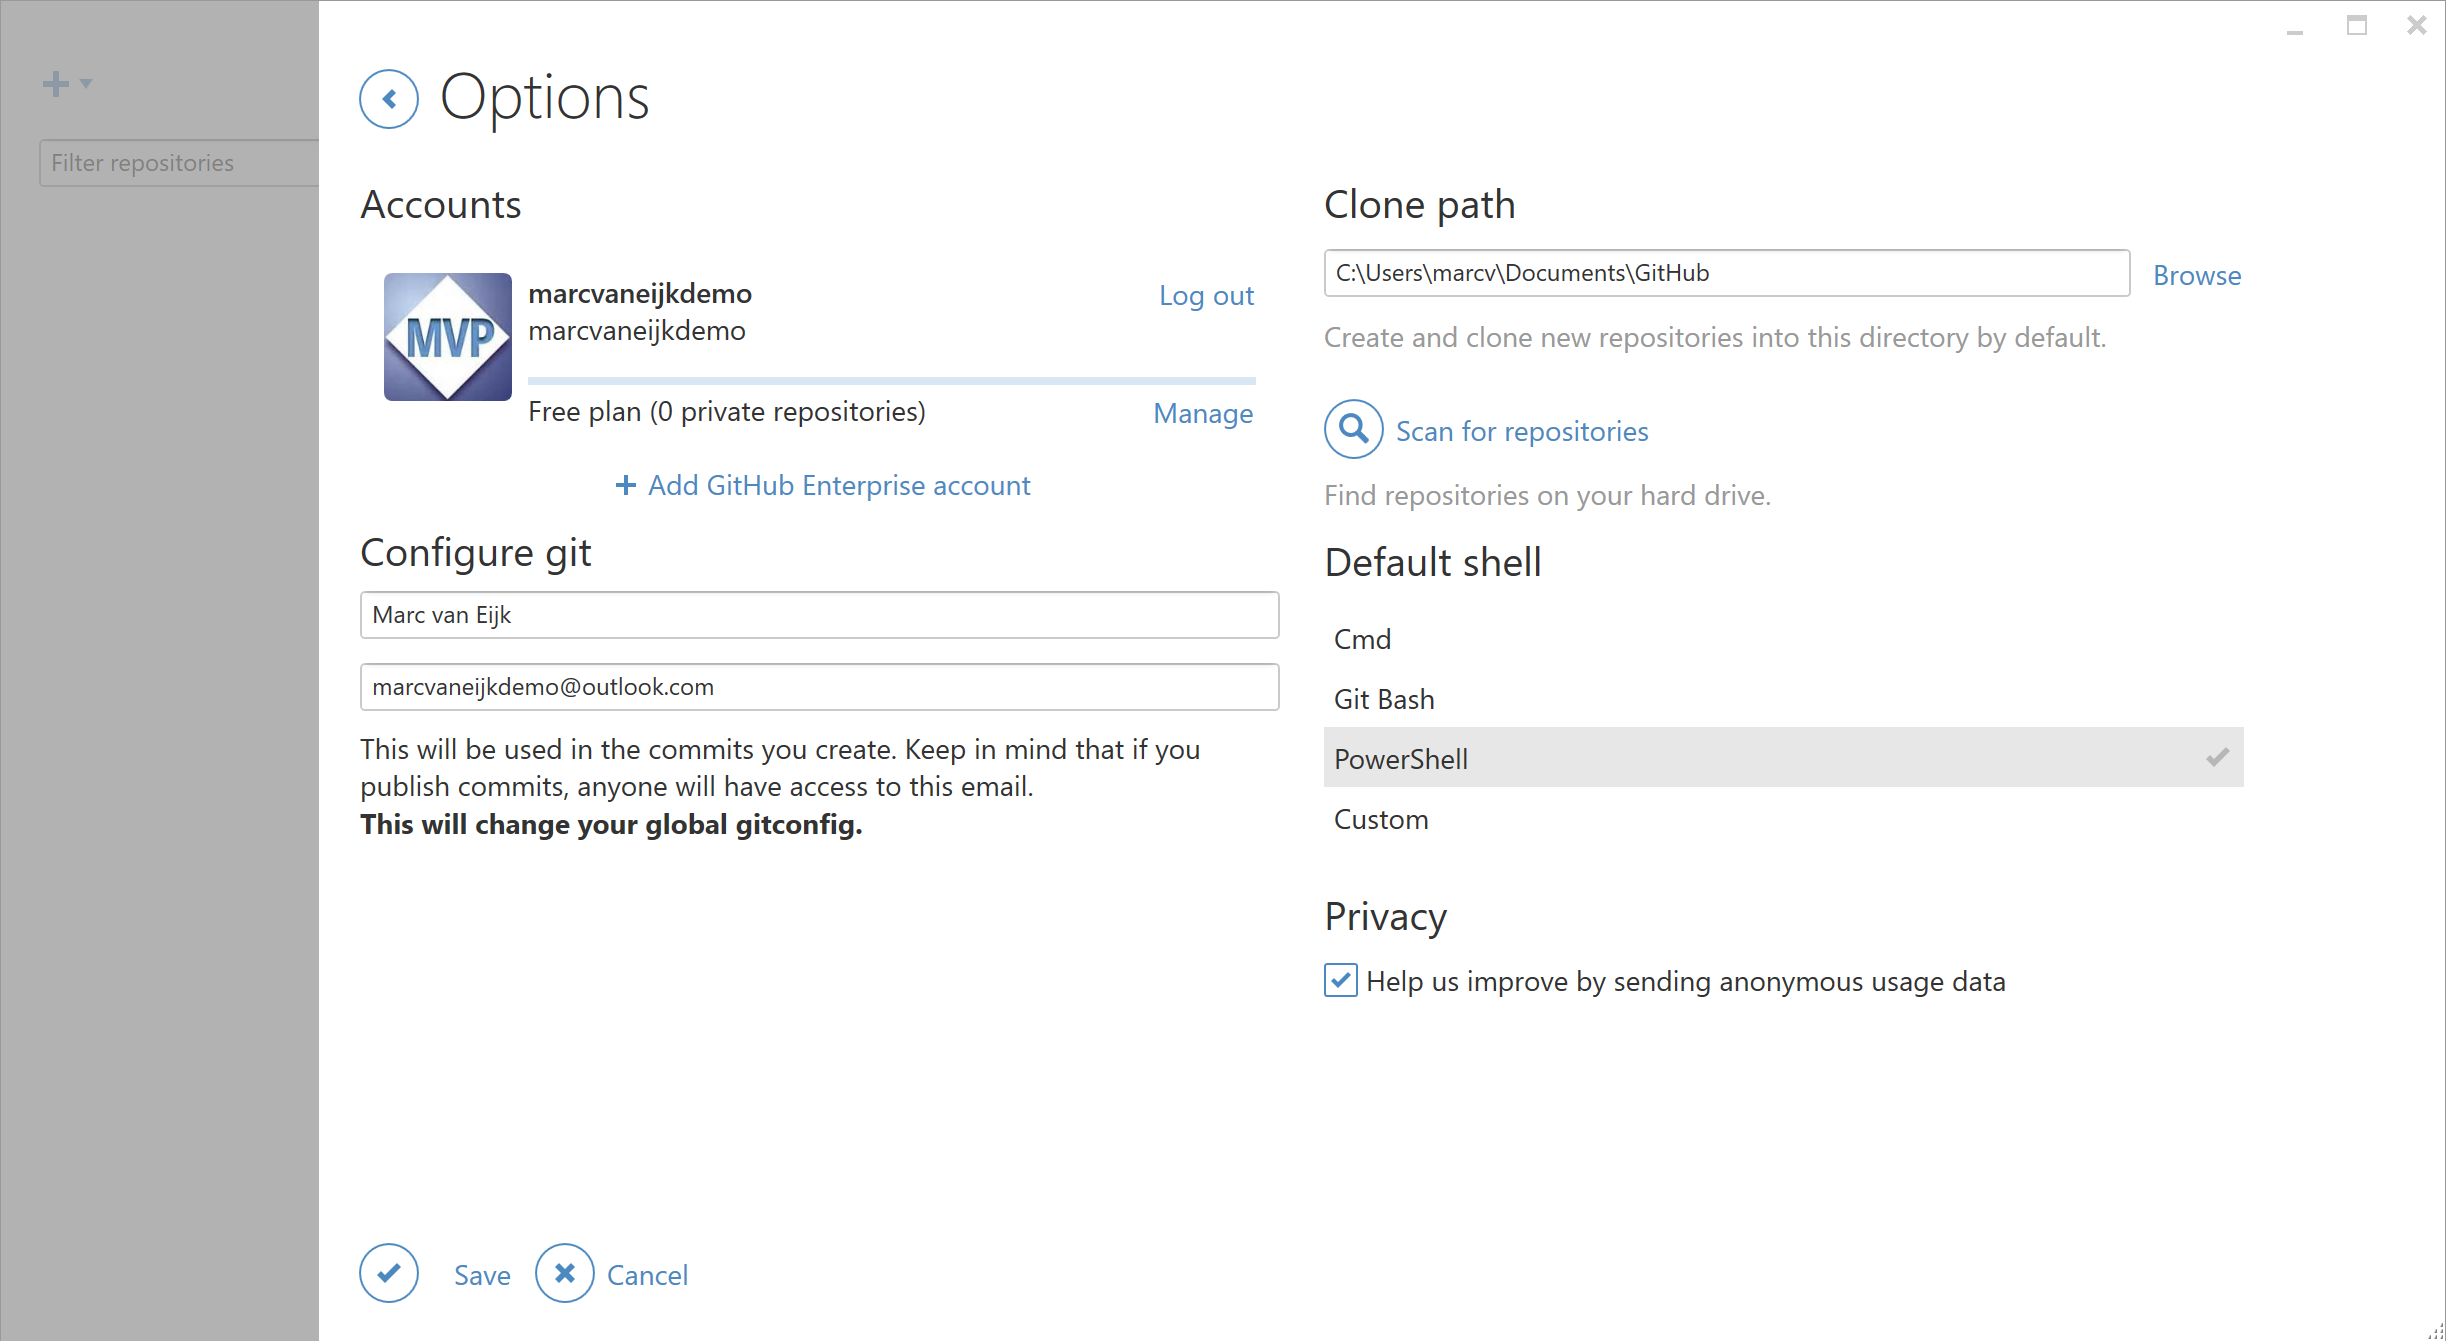 Filter repositories
Options
Accounts
MVP
marcvaneijkdemo
Log out
marcvaneijkdemo
Free plan (0 private repositories)
Manage
Add GitHub Enterprise account
Configure git
Marc van Eijk
marcvaneijkdemo@outlook.com
This will be used in the commits you create. Keep in mind that if you
publish commits, anyone will have access to this email.
This will change your global gitconfig.
Clone path
C:\Users\marcv\Documents\GitHub
Browse
Create and clone new repositories into this directory by default.
Scan for repositories
Find repositories on your hard drive.
Default shell
Cmd
Git Bash
PowerShell
Custom
Privacy
Help us improve by sending anonymous usage data
Save
Cancel